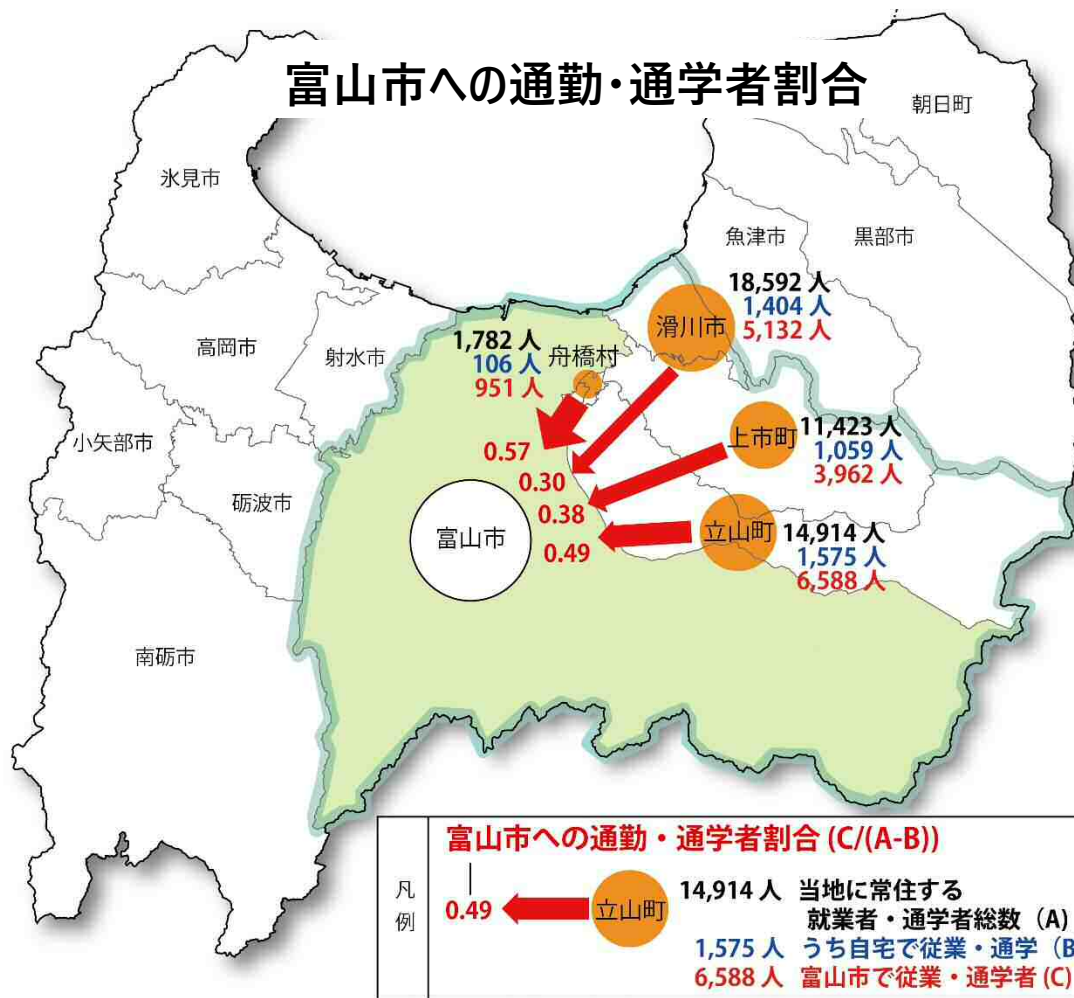 富山市への通勤・通学者割合
朝日町
氷見市
魚津市
黒部市
18,592 人
1,404 人
5,132 人
滑川市
高岡市
射水市
1,782 人
106 人
951 人
舟橋村
小矢部市
砺波市
上市町
11,423 人
1,059 人
3,962 人
0.57
0.30
0.38
0.49
富山市
立山町
14,914 人
1,575 人
6,588 人
南砺市
凡例
富山市への通勤・通学者割合 (C/(A-B))
0.49
立山町
14,914 人 当地に常住する
就業者・通学者総数 (A)
1,575 人 うち自宅で従業・通学 (B
6,588 人 富山市で従業・通学者 (C)